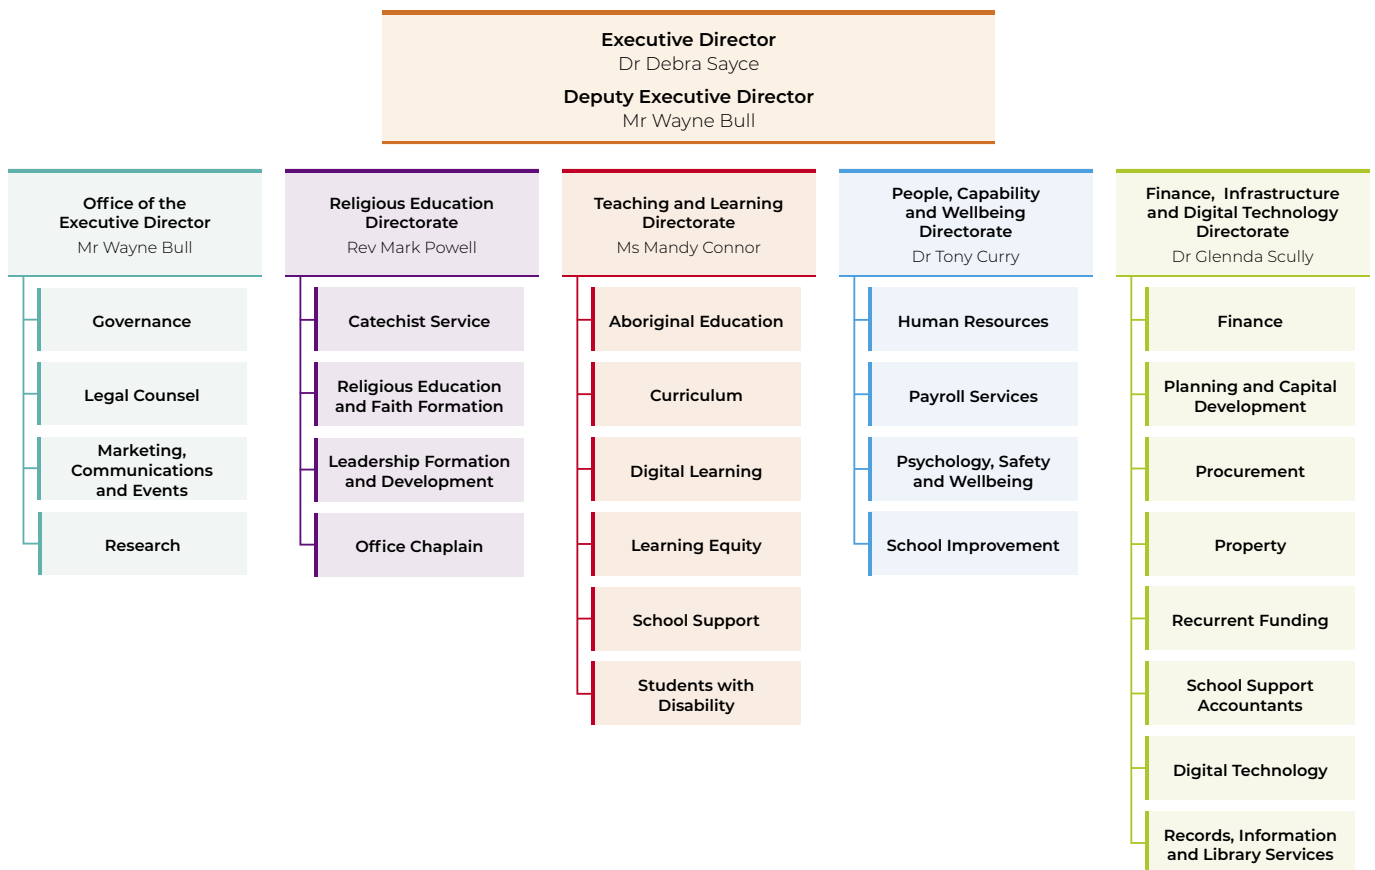 Executive Director
Dr Debra Sayce
Deputy Executive Director
Mr Wayne Bull
Office of the
Executive Director
Mr Wayne Bull
Governance
Legal Counsel
Marketing,
Communications
and Events
Research
Religious Education
Directorate
Rev Mark Powell
Catechist Service
Religious Education
and Faith Formation
Leadership Formation
and Development
Office Chaplain
Teaching and Learning
Directorate
Ms Mandy Connor
Aboriginal Education
Curriculum
Digital Learning
Learning Equity
School Support
Students with
Disability
People, Capability
and Wellbeing
Directorate
Dr Tony Curry
Human Resources
Payroll Services
Psychology, Safety
and Wellbeing
School Improvement
Finance, Infrastructure
and Digital Technology
Directorate
Dr Glennda Scully
Finance
Planning and Capital
Development
Procurement
Property
Recurrent Funding
School Support
Accountants
Digital Technology
Records, Information
and Library Services